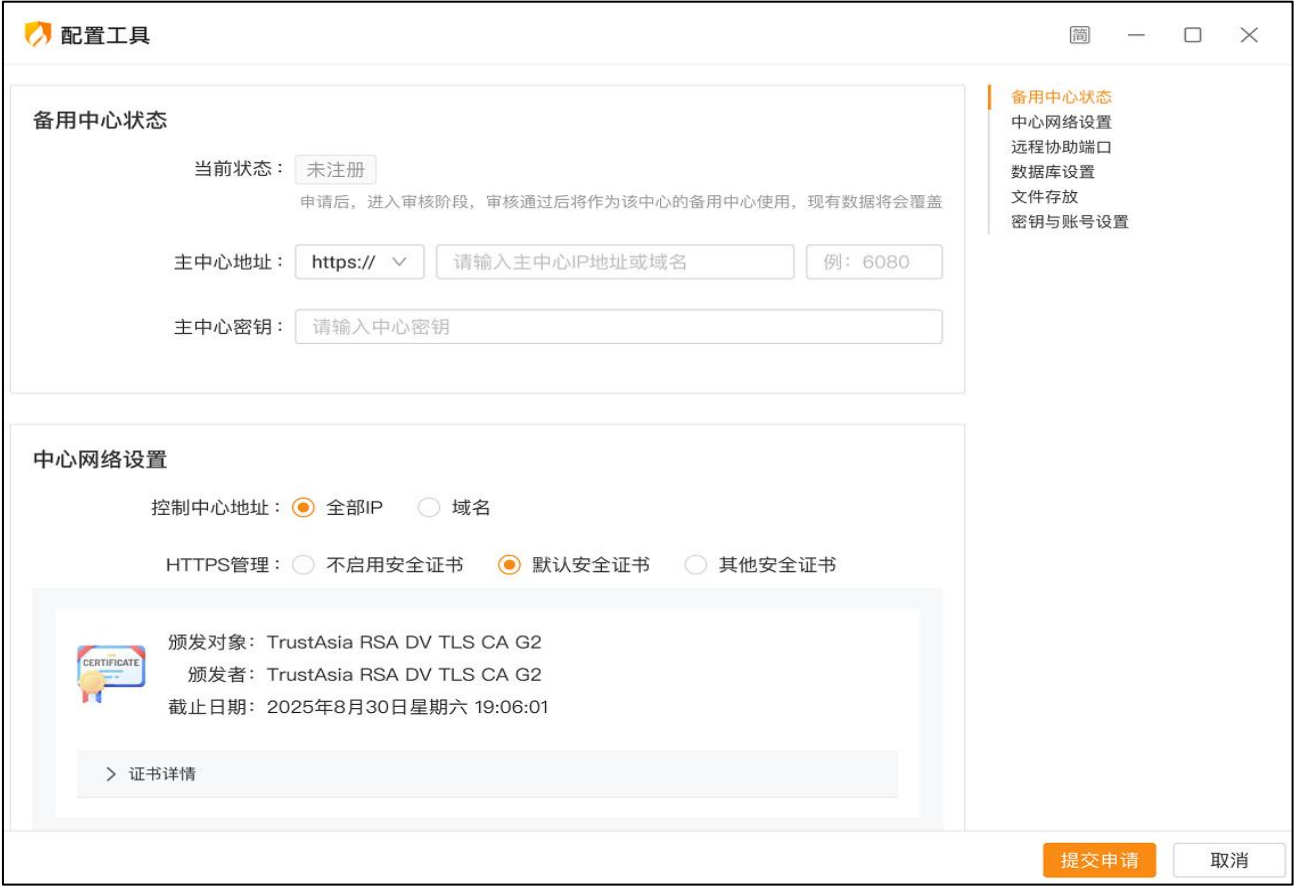 配置工具
简
备用中心状态
当前状态： 未注册
申请后，进入审核阶段，审核通过后将作为该中心的备用中心使用，现有数据将会覆盖
主中心地址： https:// 请输入主中心IP地址或域名 例：6080
主中心密钥： 请输入中心密钥
中心网络设置
控制中心地址： 全部IP 域名
HTTPS管理： 不启用安全证书 默认安全证书 其他安全证书
CERTIFICATE
颁发对象： TrustAsia RSA DV TLS CA G2
颁发者： TrustAsia RSA DV TLS CA G2
截止日期： 2025年8月30日星期六 19:06:01
证书详情
备用中心状态
中心网络设置
远程协助端口
数据库设置
文件存放
密钥与账号设置
提交申请 取消